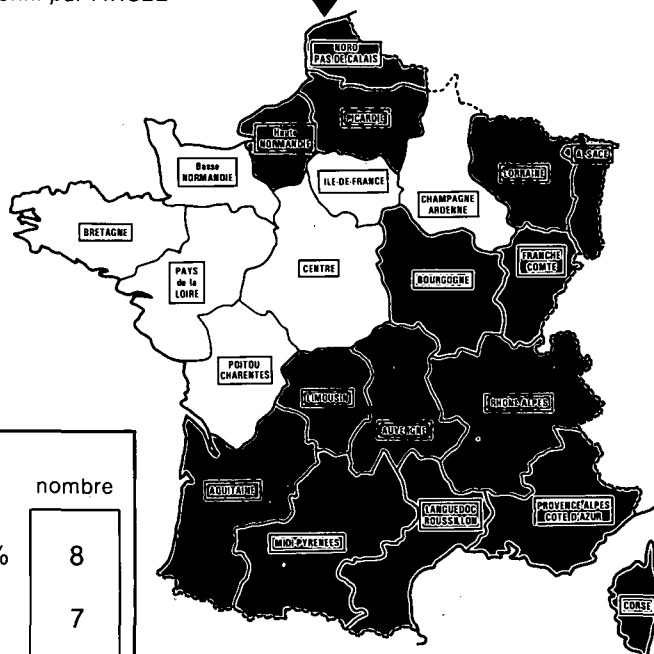 par l'INSEE
NORD
PAS DE CALAIS
PICARDIE
Haute
NORMANDIE
Basse
NORMANDIE
ILE-DE-FRANCE
CHAMPAGNE
ARDENNE
LORRAINE
ALSACE
BRETAGNE
PAYS
de la
LOIRE
CENTRE
BOURGOGNE
FRANCHE
COMTE
POITOU
CHARENTES
LIMOUSIN
AUVERGNE
RHONE-ALPES
AQUITAINE
MIDI-PYRENEES
LANGUEDOC
ROUSSILLON
PROVENCE-ALPES
COTE D'AZUR
CORSE
nombre
% 8
7